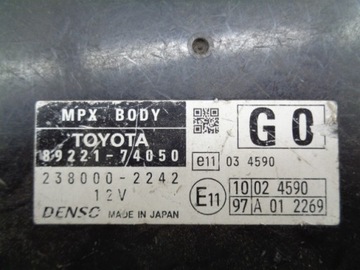 MPX BODY
TOYOTA
89221-74050
238000-2242
12V
DENSO MADE IN JAPAN
G0
e11 03 4590
E11
10 02 4590
97 A 01 2269